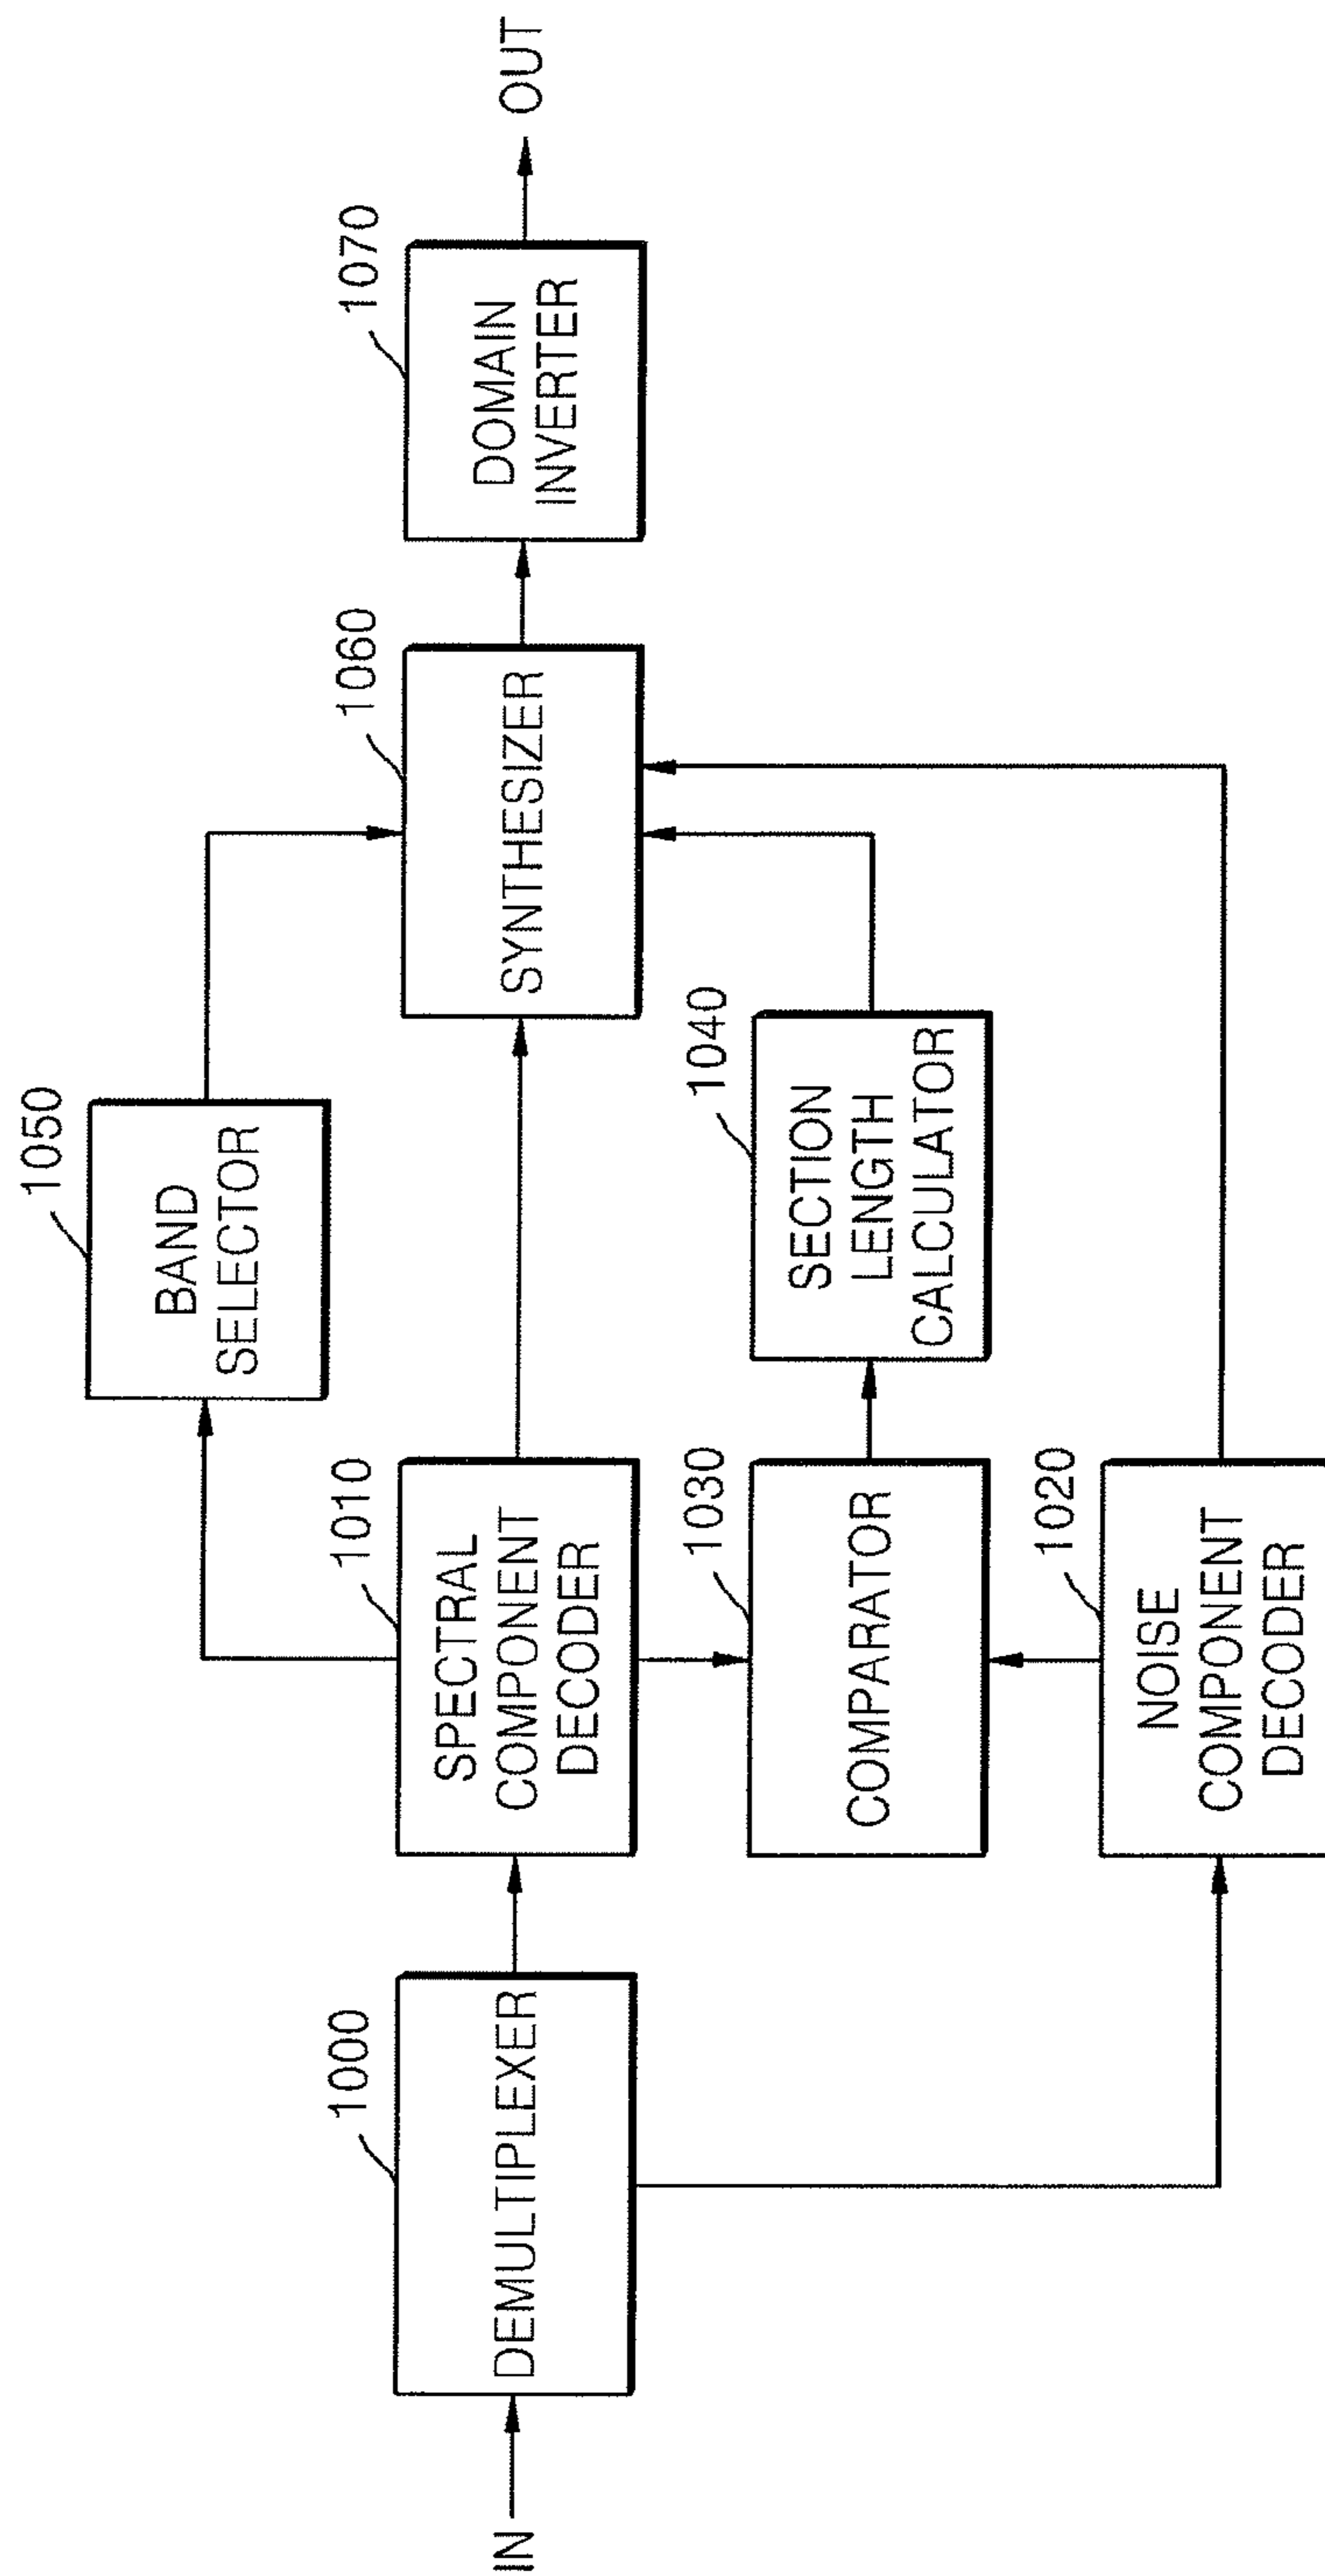 1050
BAND
SELECTOR
IN
1000
DEMULTIPLEXER
1010
SPECTRAL
COMPONENT
DECODER
1060
SYNTHESIZER
1070
DOMAIN
INVERTER
OUT
1030
COMPARATOR
1040
SECTION
LENGTH
CALCULATOR
1020
NOISE
COMPONENT
DECODER